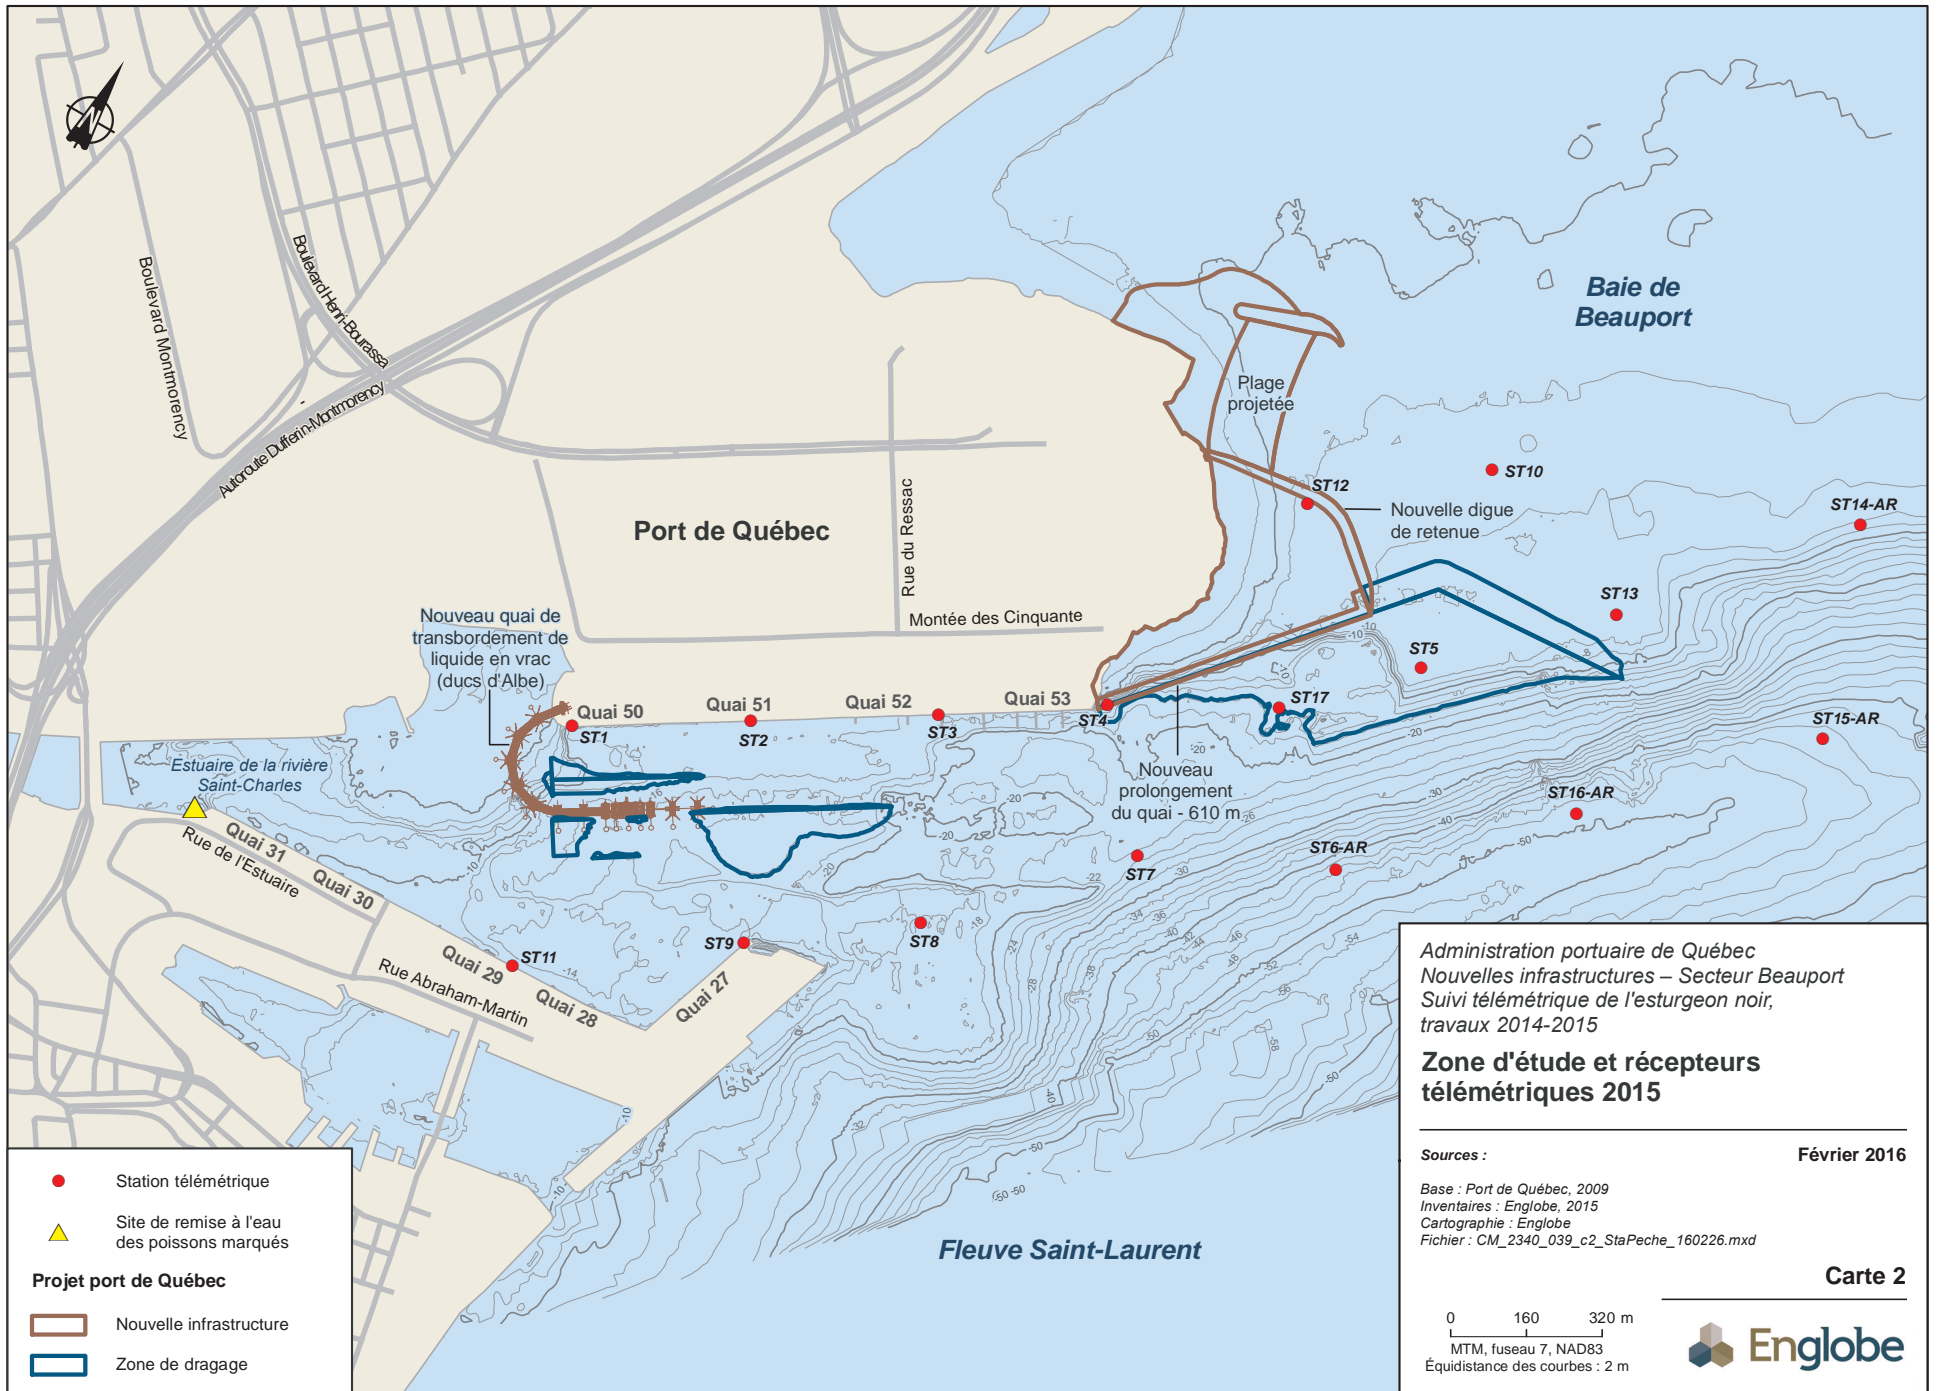 N
Boulevard Montmorency
Boulevard Henri-Bourassa
Autoroute Dufferin-Montmorency
Port de Québec
Rue du Ressac
Montée des Cinquante
Baie de
Beauport
Plage
projetée
ST10
ST12
Nouvelle digue
de retenue
ST14-AR
ST13
ST5
ST17
ST15-AR
ST16-AR
ST6-AR
Nouveau quai de
transbordement de
liquide en vrac
(ducs d'Albe)
Quai 50
Quai 51
Quai 52
Quai 53
ST1
ST2
ST3
ST4
Nouveau
prolongement
du quai - 610 m
ST7
ST8
ST9
ST11
Estuaire de la rivière
Saint-Charles
Quai 31
Rue de l'Estuaire
Quai 30
Quai 29
Rue Abraham-Martin
Quai 28
Quai 27
Fleuve Saint-Laurent
Station télémétrique
Site de remise à l'eau
des poissons marqués
Projet port de Québec
Nouvelle infrastructure
Zone de dragage
Administration portuaire de Québec
Nouvelles infrastructures – Secteur Beauport
Suivi télémétrique de l'esturgeon noir,
travaux 2014-2015
Zone d'étude et récepteurs
télémétriques 2015
Sources :
Février 2016
Base : Port de Québec, 2009
Inventaires : Englobe, 2015
Cartographie : Englobe
Fichier : CM_2340_039_c2_StaPeche_160226.mxd
Carte 2
0 160 320 m
MTM, fuseau 7, NAD83
Équidistance des courbes : 2 m
Englobe